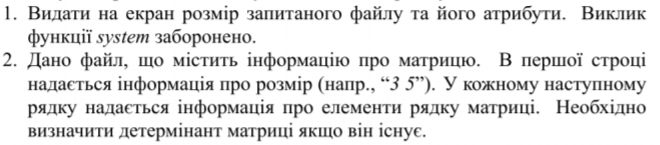 1. Видати на екран розмір запитаного файлу та його атрибути. Виклик
функції system заборонено.
2. Дано файл, що містить інформацію про матрицю. В першої строці
надається інформація про розмір (напр., “3 5”). У кожному наступному
рядку надається інформація про елементи рядку матриці. Необхідно
визначити детермінант матриці якщо він існує.